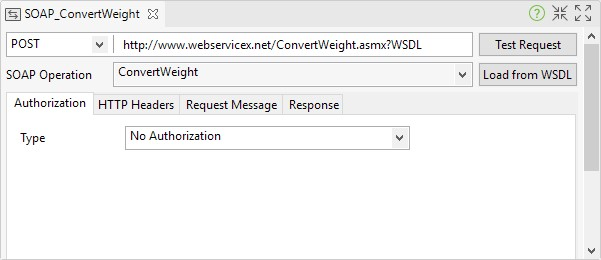 SOAP_ConvertWeight
POST http://www.webservicex.net/ConvertWeight.asmx?WSDL Test Request
SOAP Operation ConvertWeight Load from WSDL
Authorization HTTP Headers Request Message Response
Type No Authorization